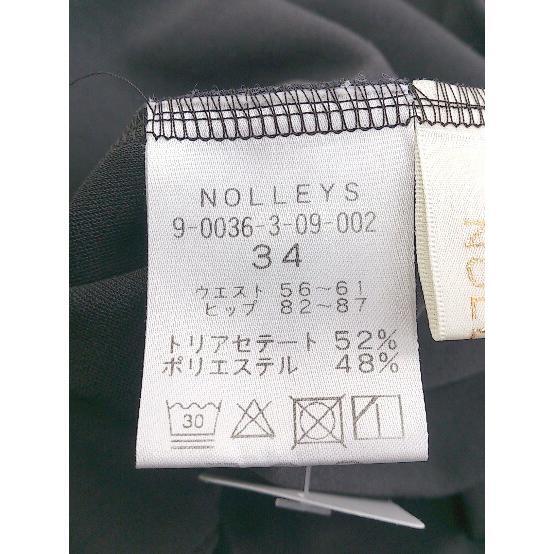 NOLLEYS
9-0036-3-09-002
34
ウエスト 56~61
ヒップ 82~87
トリアセテート 52%
ポリエステル 48%
30